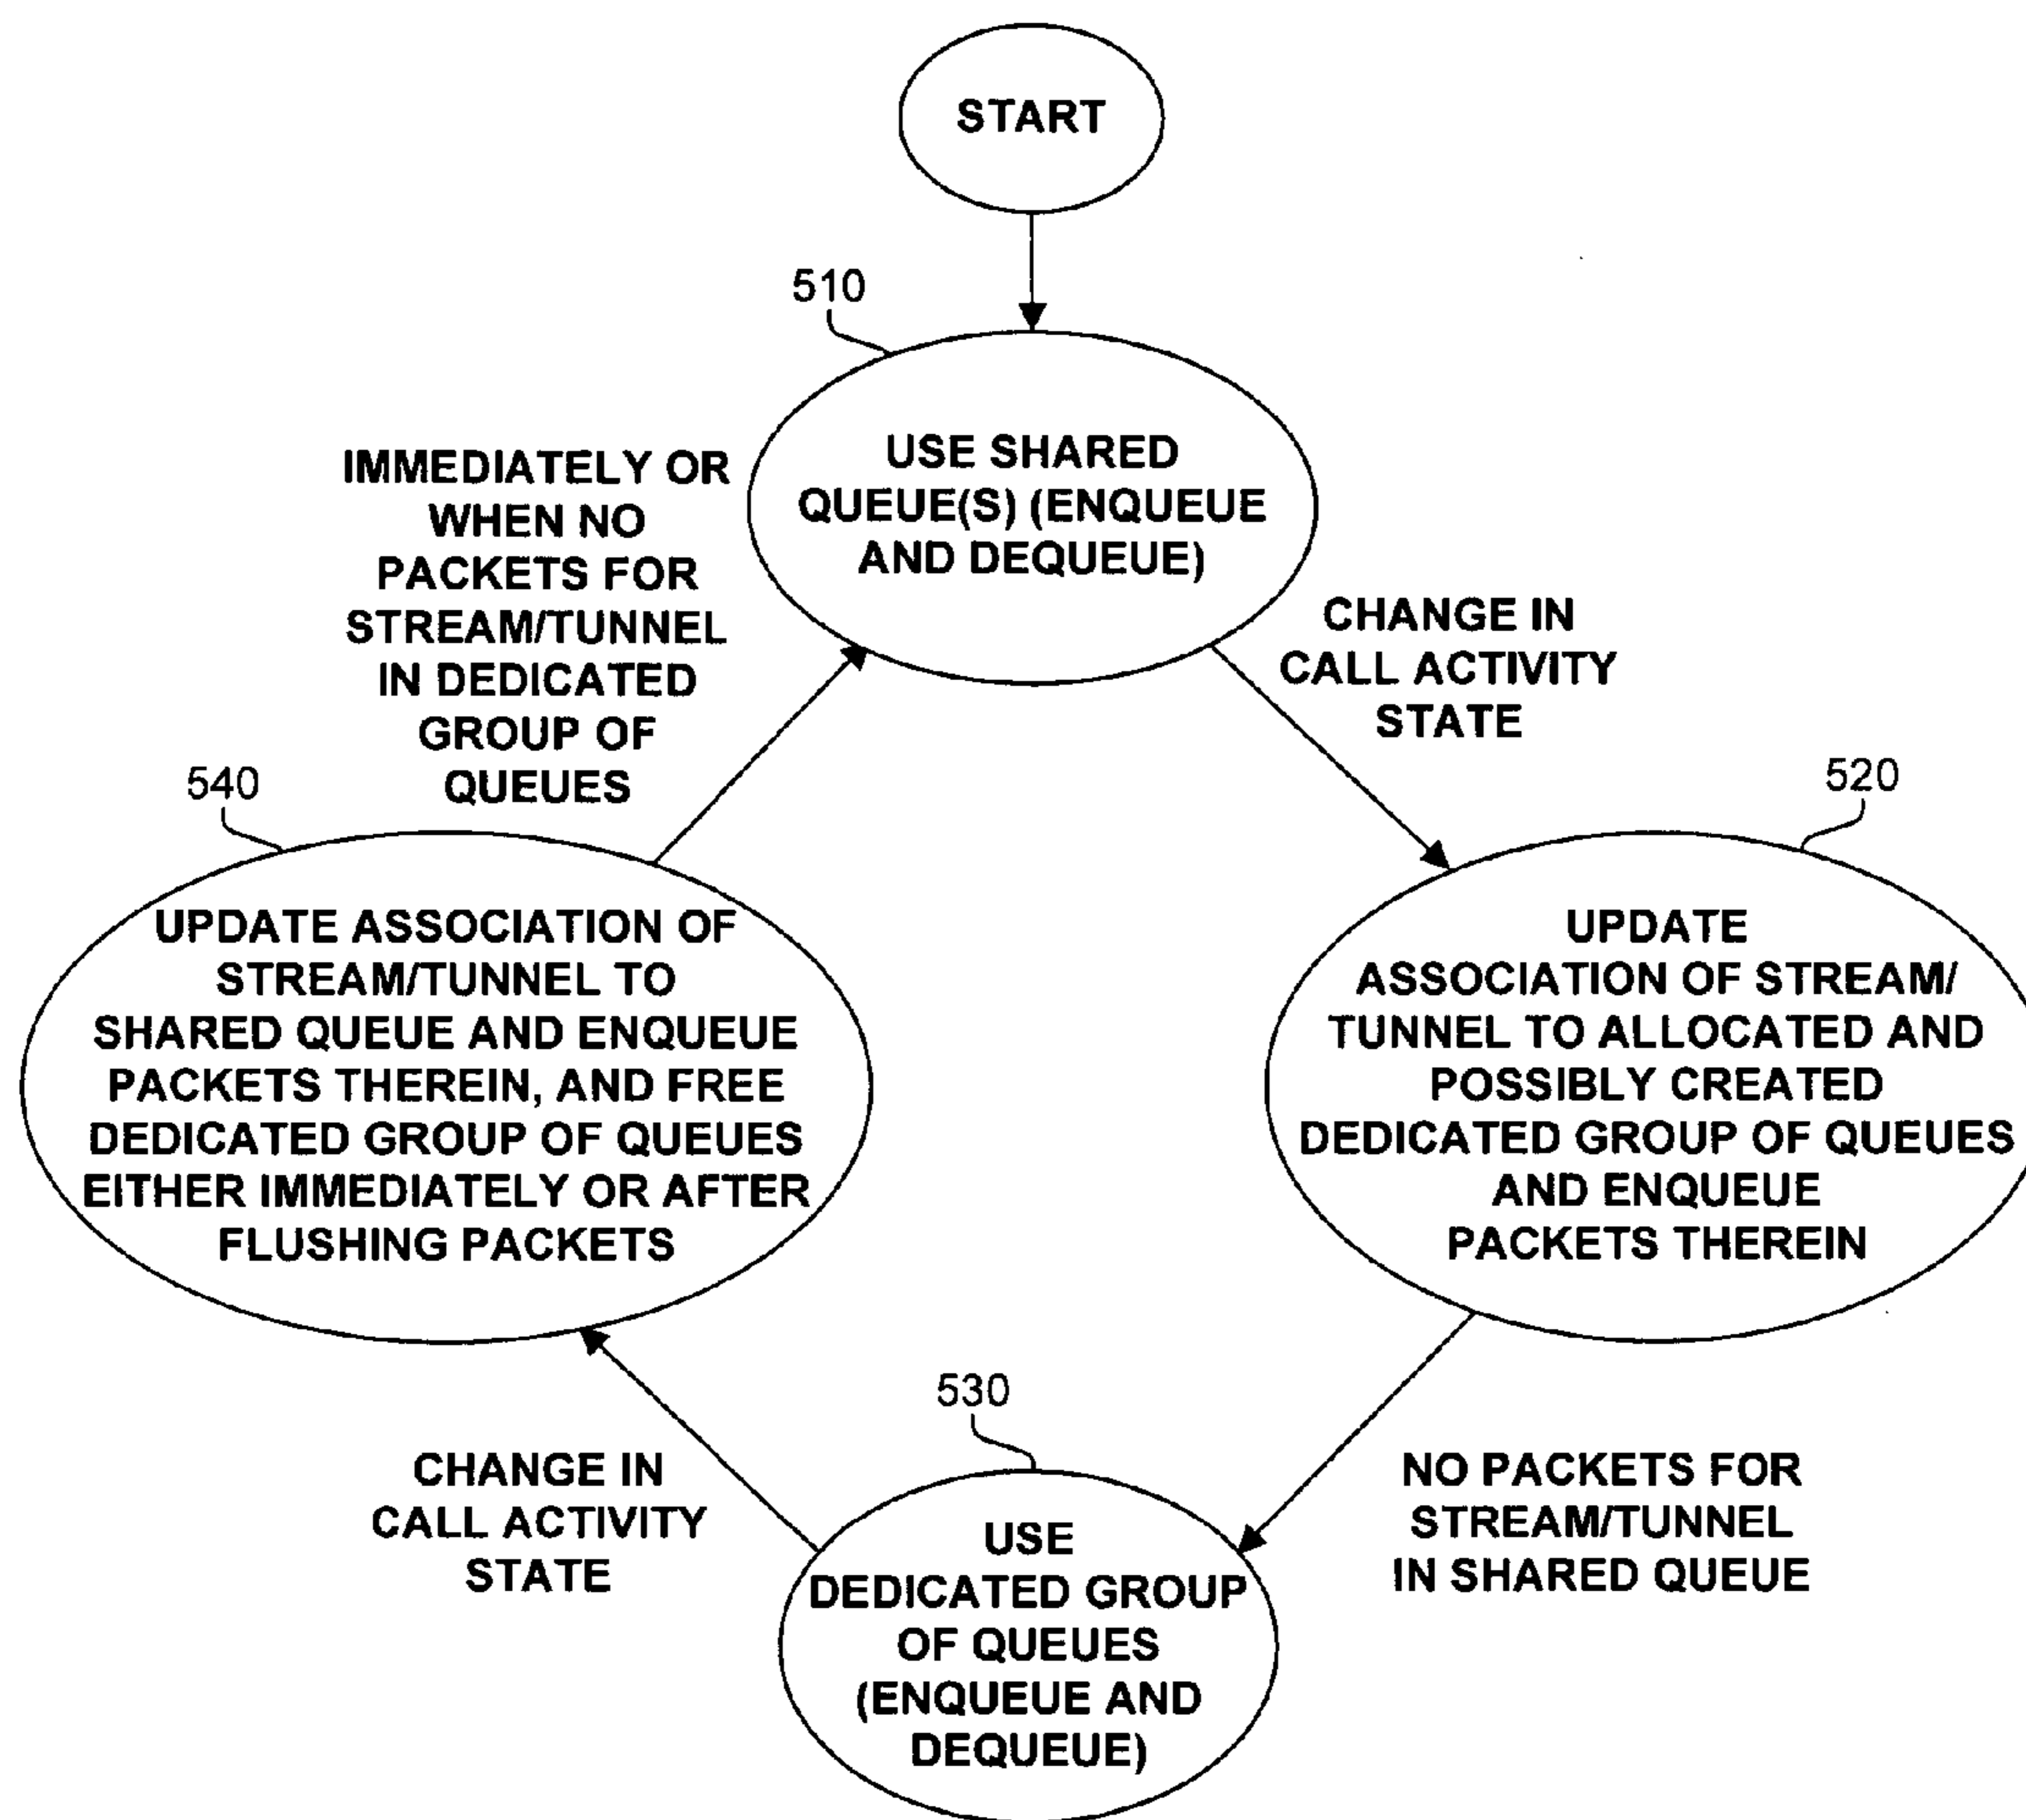 START
510
USE SHARED
QUEUE(S) (ENQUEUE
AND DEQUEUE)
IMMEDIATELY OR
WHEN NO
PACKETS FOR
STREAM/TUNNEL
IN DEDICATED
GROUP OF
QUEUES
CHANGE IN
CALL ACTIVITY
STATE
540
UPDATE ASSOCIATION OF
STREAM/TUNNEL TO
SHARED QUEUE AND ENQUEUE
PACKETS THEREIN, AND FREE
DEDICATED GROUP OF QUEUES
EITHER IMMEDIATELY OR AFTER
FLUSHING PACKETS
520
UPDATE
ASSOCIATION OF STREAM/
TUNNEL TO ALLOCATED AND
POSSIBLY CREATED
DEDICATED GROUP OF QUEUES
AND ENQUEUE
PACKETS THEREIN
CHANGE IN
CALL ACTIVITY
STATE
530
USE
DEDICATED GROUP
OF QUEUES
(ENQUEUE AND
DEQUEUE)
NO PACKETS FOR
STREAM/TUNNEL
IN SHARED QUEUE